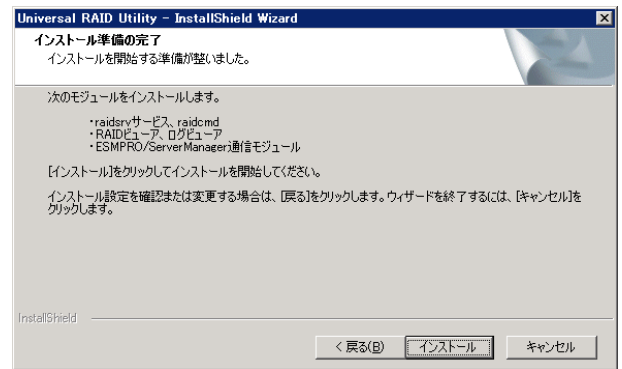 Universal RAID Utility - InstallShield Wizard
インストール準備の完了
インストールを開始する準備が整いました。
次のモジュールをインストールします。
・raidsrvサービス、raidcmd
・RAIDビューア、ログビューア
・ESMPRO/ServerManager通信モジュール
[インストール]をクリックしてインストールを開始してください。
インストール設定を確認または変更する場合は、[戻る]をクリックします。ウィザードを終了するには、[キャンセル]を
クリックします。
InstallShield
< 戻る(B) インストール キャンセル